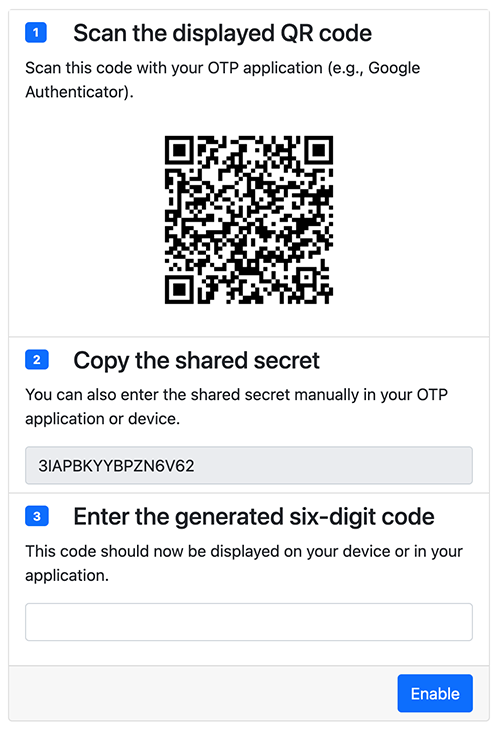 1 Scan the displayed QR code
Scan this code with your OTP application (e.g., Google
Authenticator).
2 Copy the shared secret
You can also enter the shared secret manually in your OTP
application or device.
3IAPBKYYBPZN6V62
3 Enter the generated six-digit code
This code should now be displayed on your device or in your
application.
Enable